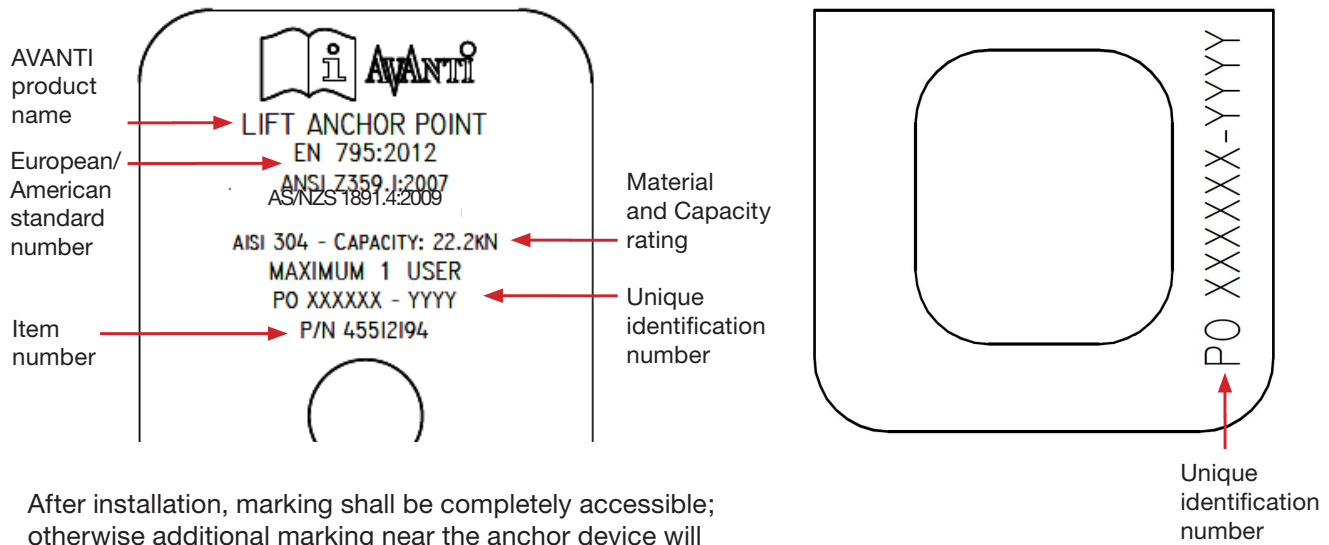 AVANTI
product
name
European/
American
standard
number
Item
number
i AVANTI
LIFT ANCHOR POINT
EN 795:2012
ANSI Z359.1:2007
AS/NZS 1891.4:2009
AISI 304 - CAPACITY: 22.2KN
MAXIMUM 1 USER
PO XXXXXX - YYYY
P/N 45512194
Material
and Capacity
rating
Unique
identification
number
PO XXXXXX-YYYY
Unique
identification
number
After installation, marking shall be completely accessible;
otherwise additional marking near the anchor device will